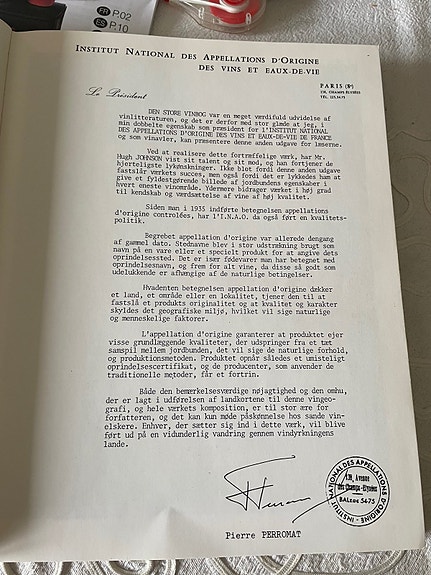 FR P.02
ES P.10
INSTITUT NATIONAL DES APPELLATIONS D'ORIGINE
DES VINS ET EAUX-DE-VIE
PARIS (8e)
138, CHAMPS-ÉLYSÉES
TÉL. 225.54.75
Le Président
DEN STORE VINBOG var en meget værdifuld udvidelse af
vinlitteraturen, og det er derfor med stor glæde at jeg, i
min dobbelte egenskab som præsident for l'INSTITUT NATIONAL
DES APPELLATIONS D'ORIGINE DES VINS ET EAUX-DE-VIE DE FRANCE
og som vinavler, kan præsentere denne anden udgave for læserne.
Ved at realisere dette fortræffelige værk, har Mr.
Hugh JOHNSON vist sit talent og sit mod, og han fortjener de
hjerteligste lykønskninger. Ikke blot fordi denne anden udgave
fastslår værkets succes, men også fordi det er lykkedes ham at
give et fyldestgørende billede af jordbundens egenskaber i
hvert eneste vinområde. Ydermere bidrager værket i høj grad
til kendskab og værdsættelse af vine af høj kvalitet.
Siden man i 1935 indførte betegnelsen appellations
d'origine contrôlées, har l'I.N.A.O. da også ført en kvalitets-
politik.
Begrebet appellation d'origine var allerede dengang
af gammel dato. Stednavne blev i stor udstrækning brugt som
navn på en vare eller et specielt produkt for at angive dets
oprindelsessted. Det er især fødevarer man har betegnet med
oprindelsesnavn, og frem for alt vine, da disse så godt som
udelukkende er afhængige af de naturlige betingelser.
Hvadenten betegnelsen appellation d'origine dækker
et land, et område eller en lokalitet, tjener den til at
fastslå et produkts originalitet og at kvalitet og karakter
skyldes det geografiske miljø, hvilket vil sige naturlige
og menneskelige faktorer.
L'appellation d'origine garanterer at produktet ejer
visse grundlæggende kvaliteter, der udspringer fra et tæt
samspil mellem jordbunden, det vil sige de naturlige forhold,
og produktionsmetoden. Produktet opnår således et umisteligt
oprindelsescertifikat, og de producenter, som anvender de
traditionelle metoder, får et fortrin.
Både den bemærkelsesværdige nøjagtighed og den omhu,
der er lagt i udførelsen af landkortene til denne vingeo-
grafi, og hele værkets komposition, er til stor ære for
forfatteren, og det kan kun møde påskønnelse hos sande vin-
elskere. Enhver, der sætter sig ind i dette værk, vil blive
ført ud på en vidunderlig vandring gennem vindyrkningens
lande.
INSTITUT NATIONAL DES APPELLATIONS D'ORIGINE
138, Avenue
des Champs-Elysées
BALzac 54-75
Pierre PERROMAT